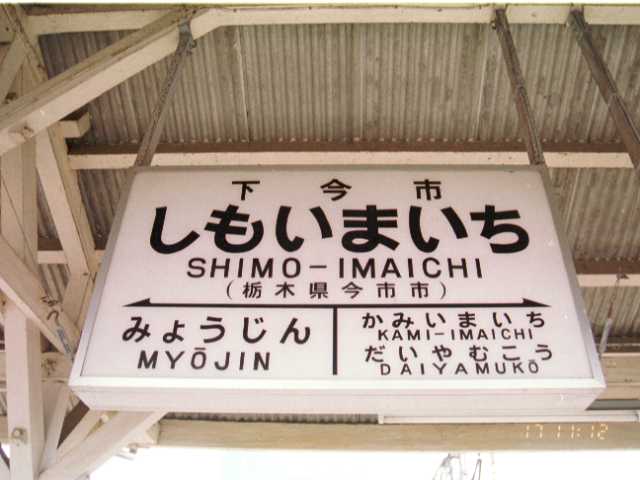 下今市
しもいまいち
SHIMO-IMAICHI
(栃木県今市市)
みょうじん
MYŌJIN
かみいまいち
KAMI-IMAICHI
だいやむこう
DAIYAMUKŌ
17 11:12